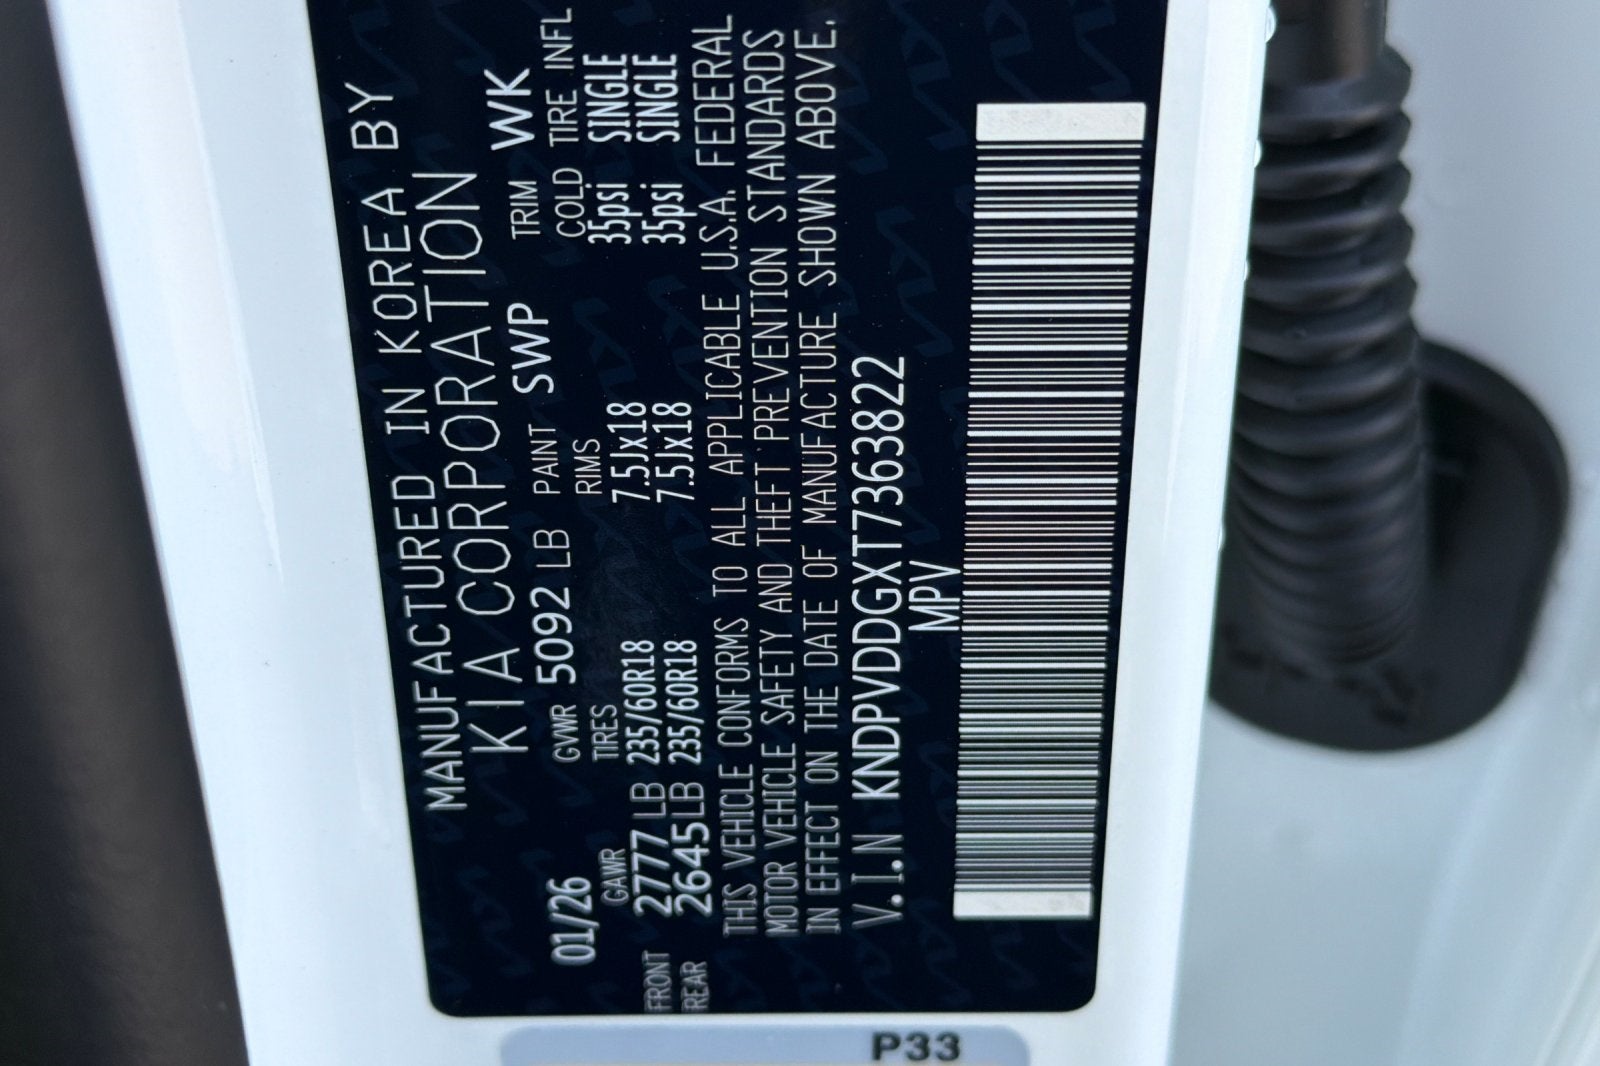 MANUFACTURED IN KOREA BY
KIA CORPORATION
01/26 GVWR 5092 LB PAINT SWP TRIM WK
GAWR TIRES RIMS COLD TIRE INFL
FRONT 2777 LB 235/60R18 7.5Jx18 35psi SINGLE
REAR 2645 LB 235/60R18 7.5Jx18 35psi SINGLE
THIS VEHICLE CONFORMS TO ALL APPLICABLE U.S.A. FEDERAL
MOTOR VEHICLE SAFETY AND THEFT PREVENTION STANDARDS
IN EFFECT ON THE DATE OF MANUFACTURE SHOWN ABOVE.
V.I.N KNDPVDDGXT7363822
MPV
P33